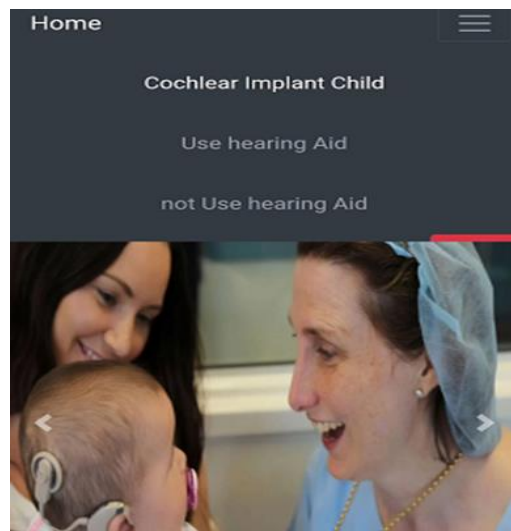 Home
Cochlear Implant Child
Use hearing Aid
not Use hearing Aid